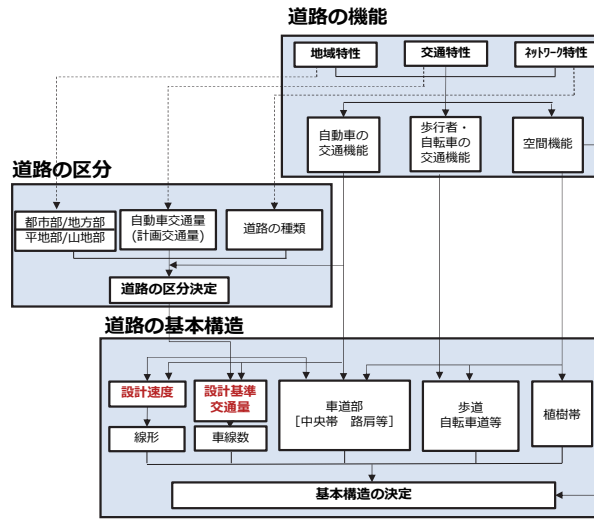 道路の機能
地域特性
交通特性
ﾈｯﾄﾜｰｸ特性
自動車の
交通機能
歩行者・
自転車の
交通機能
空間機能
道路の区分
都市部/地方部
平地部/山地部
自動車交通量
(計画交通量)
道路の種類
道路の区分決定
道路の基本構造
設計速度
設計基準
交通量
車道部
［中央帯　路肩等］
歩道
自転車道等
植樹帯
線形
車線数
基本構造の決定